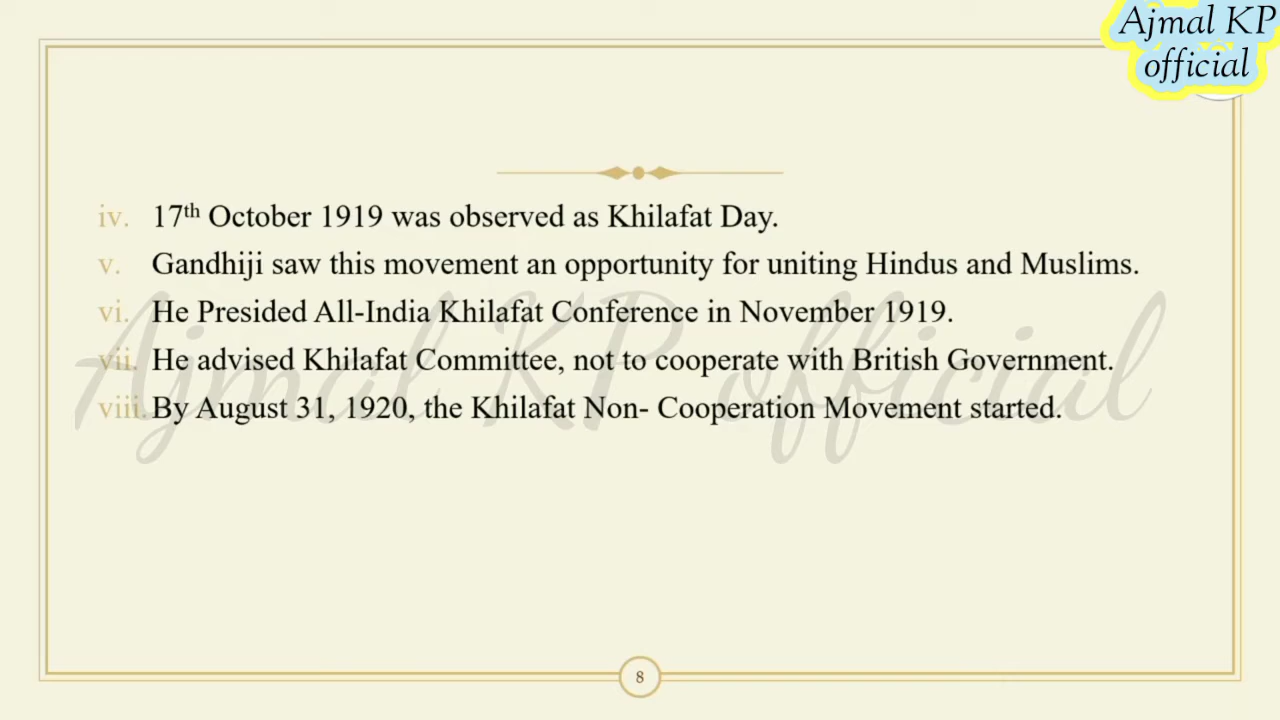 Ajmal KP
official
iv. 17th October 1919 was observed as Khilafat Day.
v. Gandhiji saw this movement an opportunity for uniting Hindus and Muslims.
vi. He Presided All-India Khilafat Conference in November 1919.
vii. He advised Khilafat Committee, not to cooperate with British Government.
viii. By August 31, 1920, the Khilafat Non- Cooperation Movement started.
Ajmal KP official
8